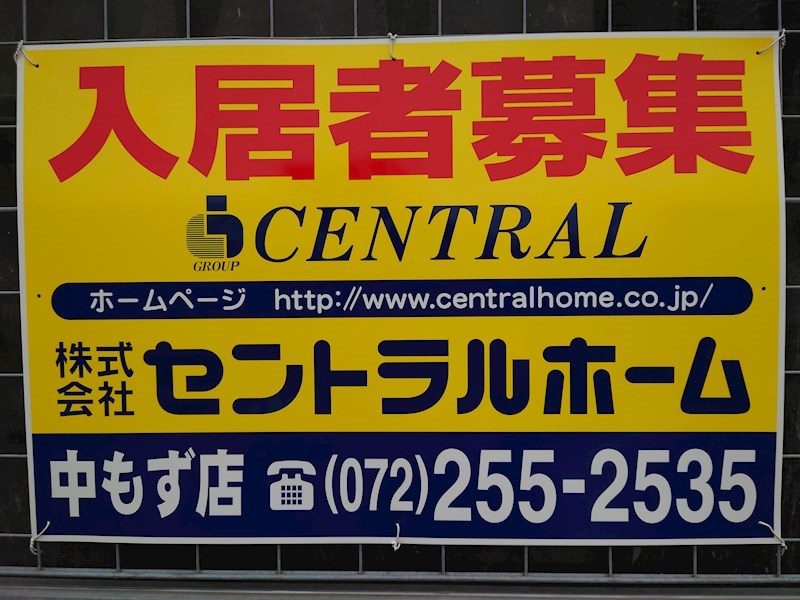 入居者募集
GROUP CENTRAL
ホームページ http://www.centralhome.co.jp/
株式会社 セントラルホーム
中もず店 ☎(072)255-2535